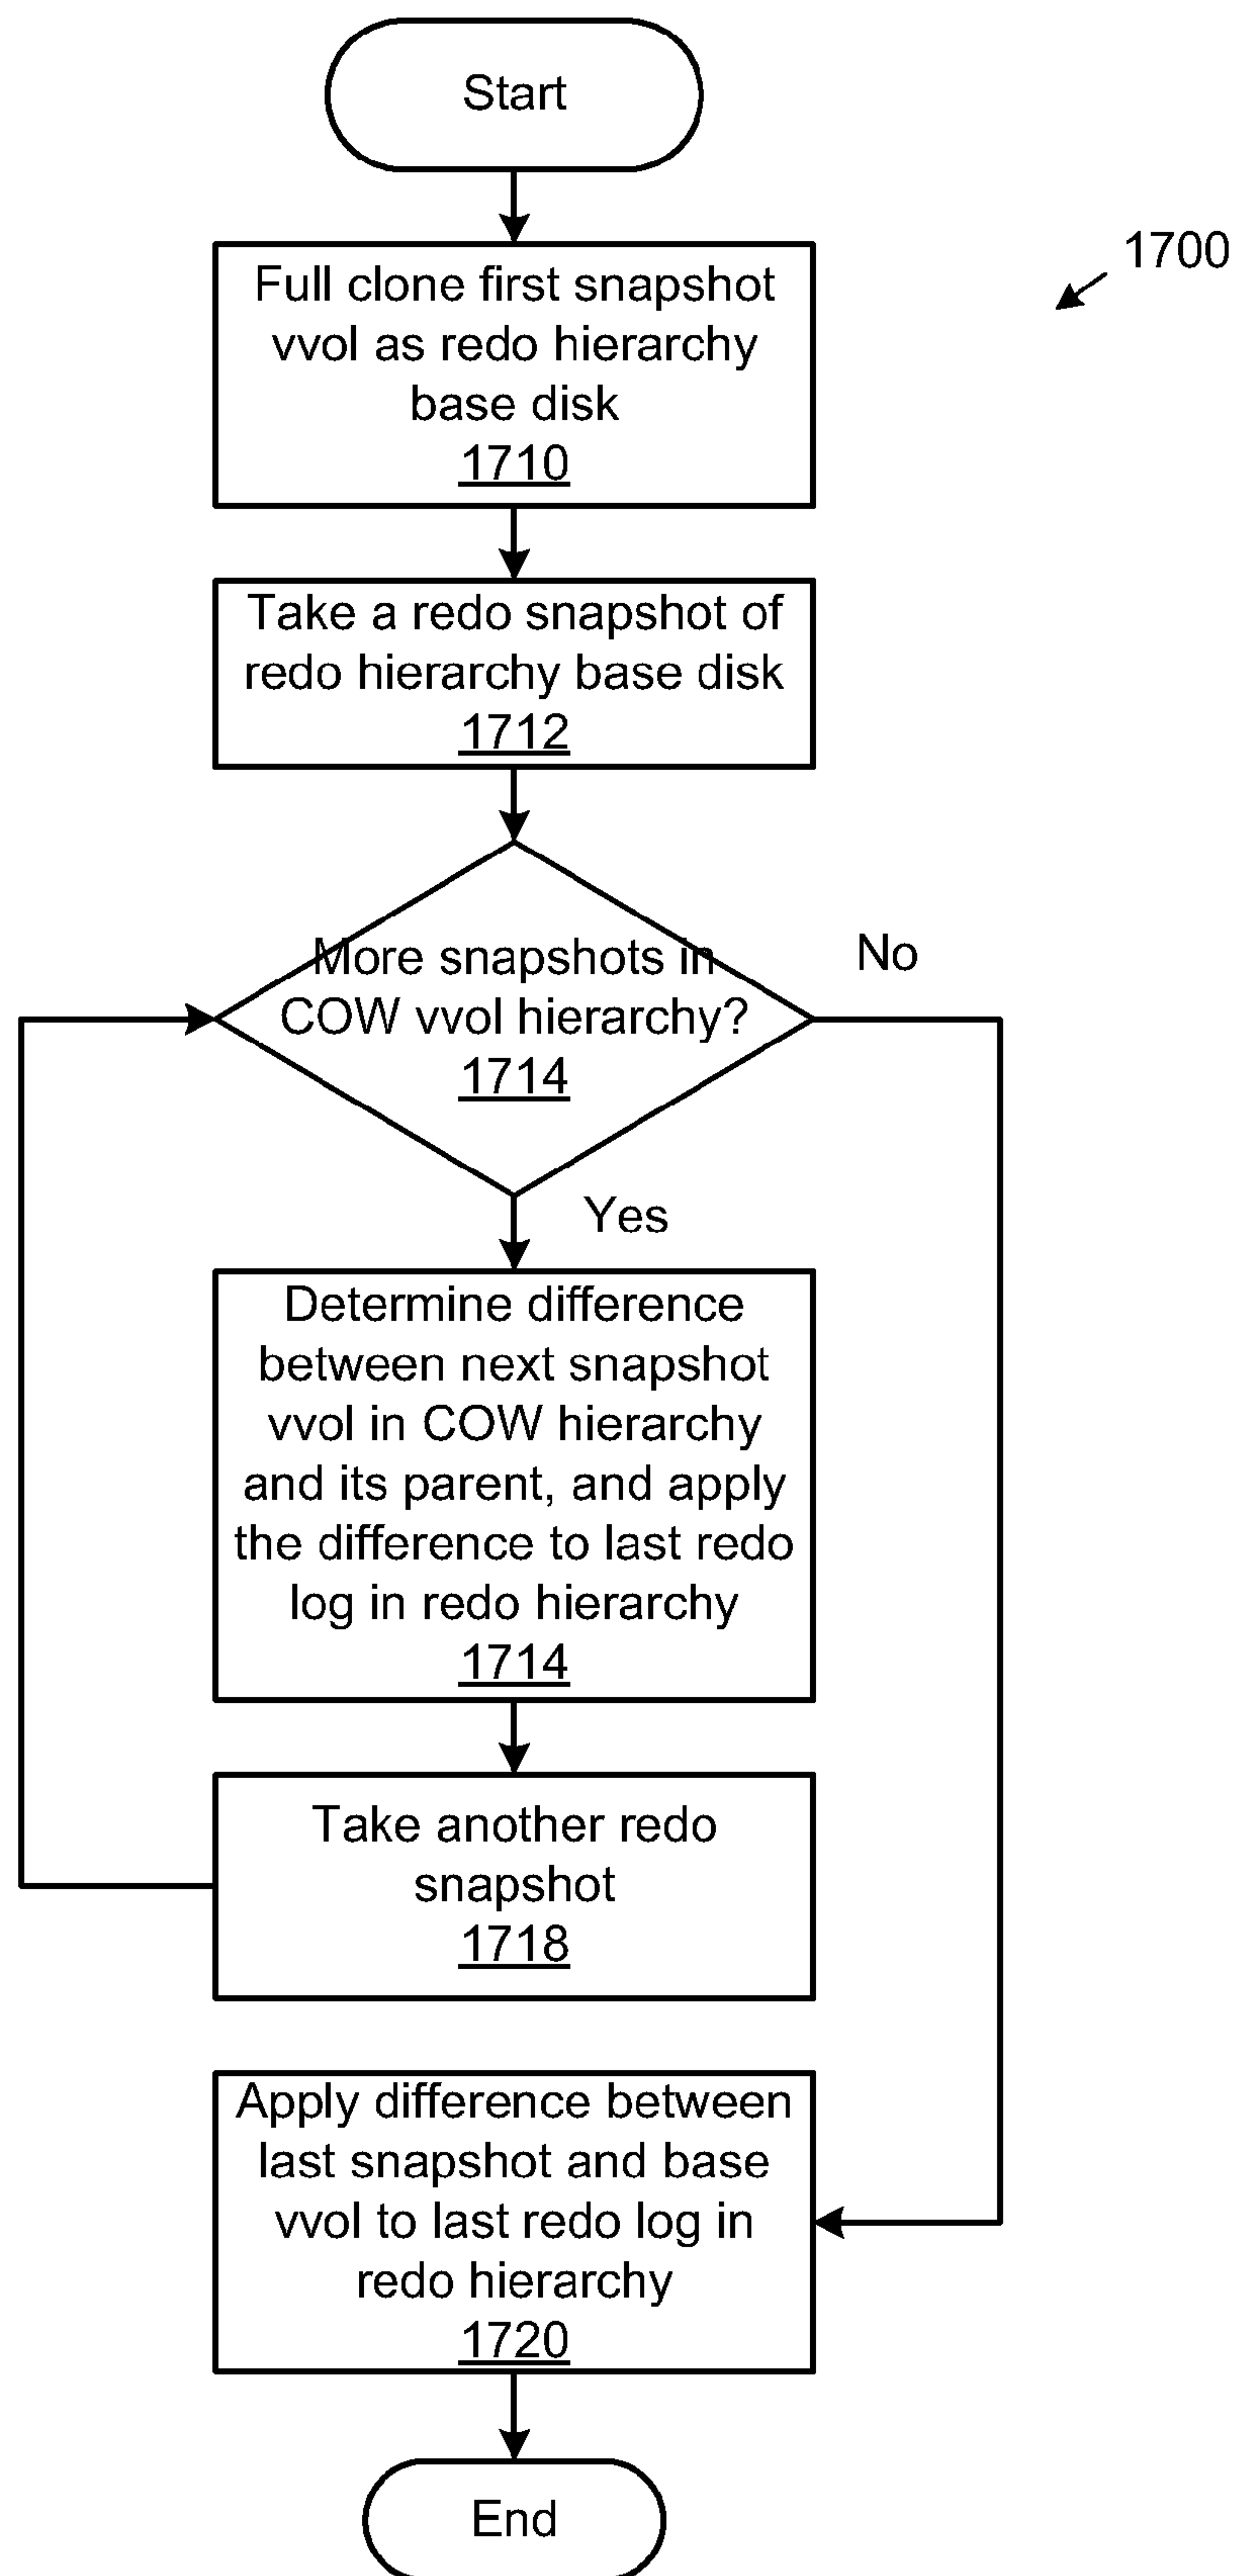 Start
1700
Full clone first snapshot
vvol as redo hierarchy
base disk
1710
Take a redo snapshot of
redo hierarchy base disk
1712
More snapshots in
COW vvol hierarchy?
1714
No
Yes
Determine difference
between next snapshot
vvol in COW hierarchy
and its parent, and apply
the difference to last redo
log in redo hierarchy
1714
Take another redo
snapshot
1718
Apply difference between
last snapshot and base
vvol to last redo log in
redo hierarchy
1720
End